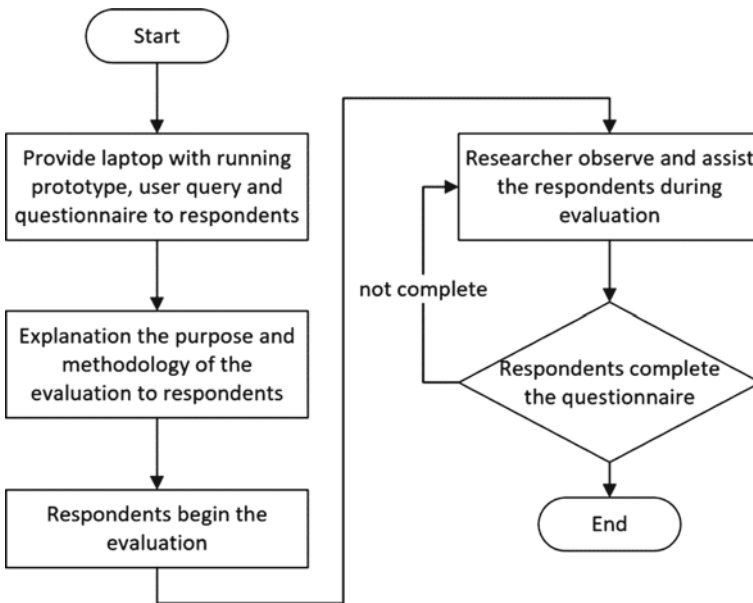 Start
Provide laptop with running
prototype, user query and
questionnaire to respondents
Explanation the purpose and
methodology of the
evaluation to respondents
Respondents begin the
evaluation
Researcher observe and assist
the respondents during
evaluation
not complete
Respondents complete
the questionnaire
End